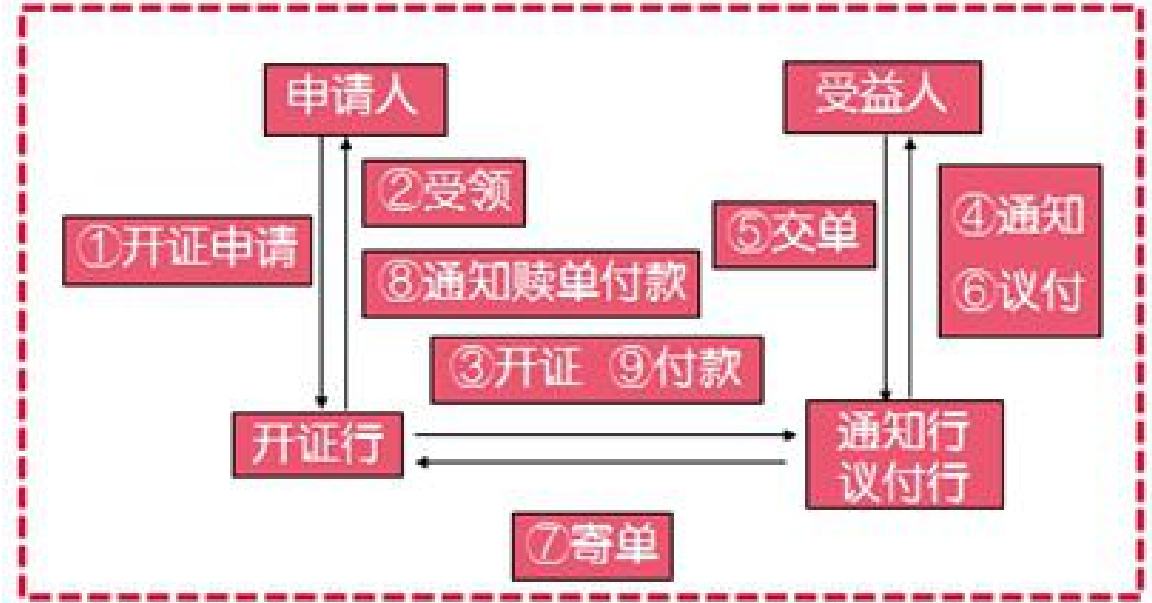 申请人
受益人
②受领
①开证申请
⑤交单
④通知
⑥议付
⑧通知赎单付款
③开证 ⑨付款
开证行
通知行
议付行
⑦寄单